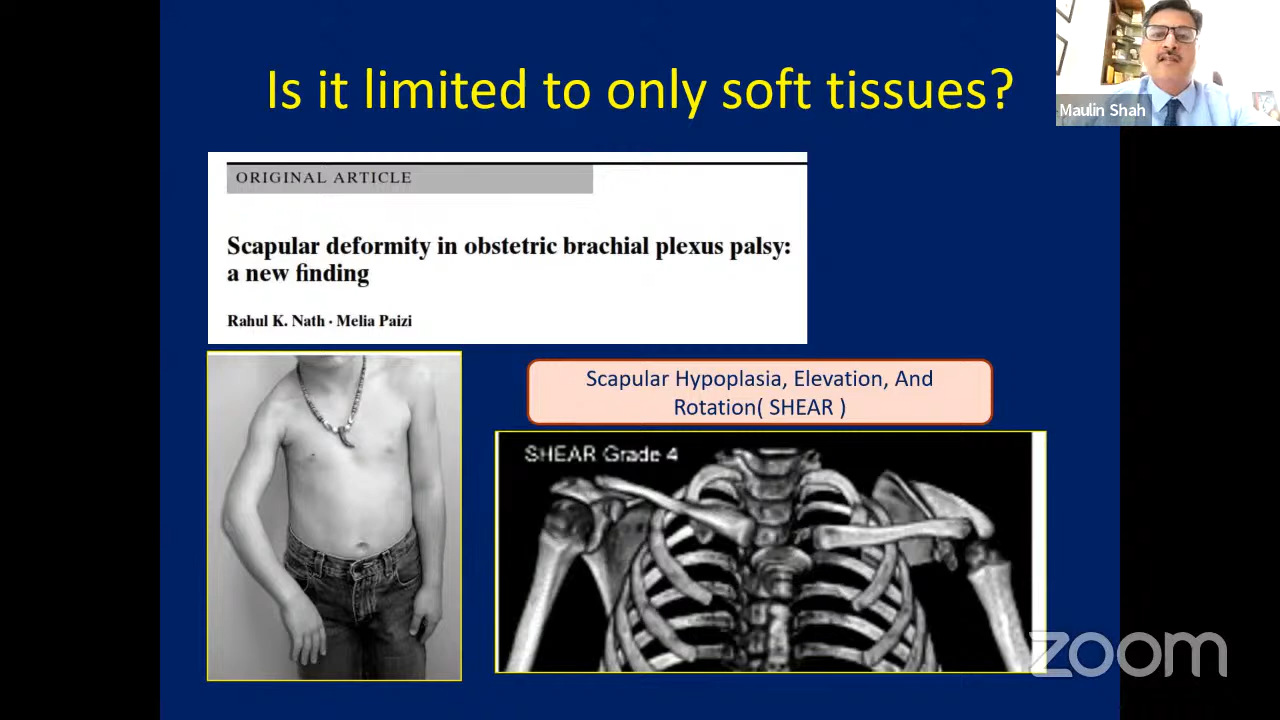 Is it limited to only soft tissues?
Maulin Shah
ORIGINAL ARTICLE
Scapular deformity in obstetric brachial plexus palsy:
a new finding
Rahul K. Nath · Melia Paizi
Scapular Hypoplasia, Elevation, And
Rotation( SHEAR )
SHEAR Grade 4
zoom